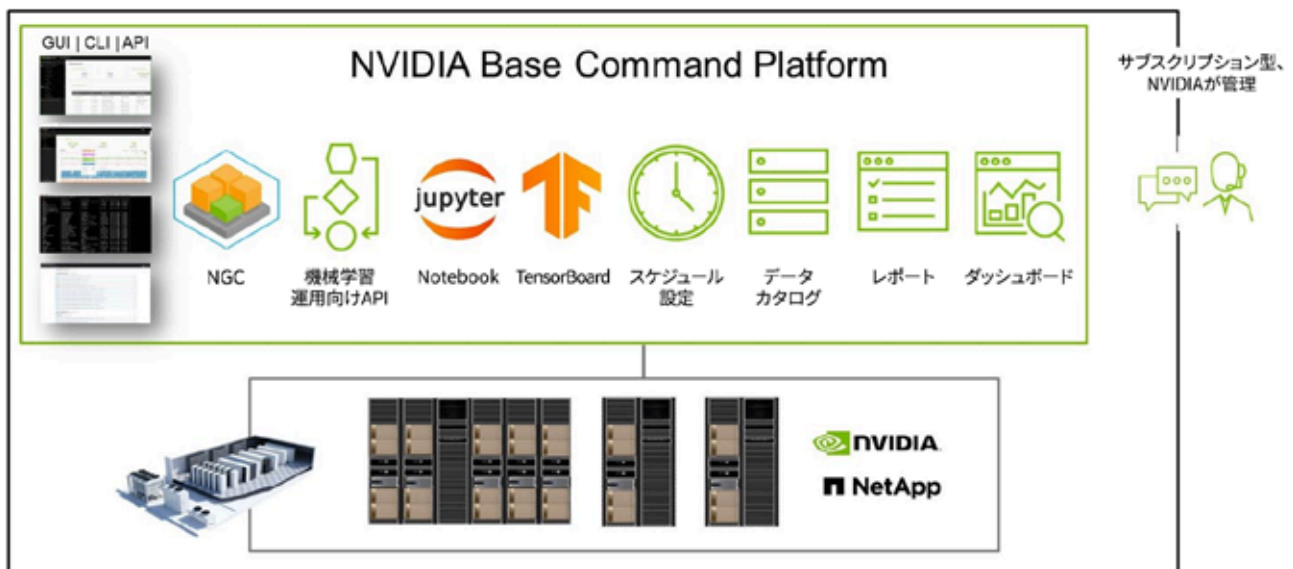 GUI | CLI | API
NVIDIA Base Command Platform
サブスクリプション型、
NVIDIAが管理
NGC
機械学習
運用向けAPI
jupyter
Notebook
TensorBoard
スケジュール
設定
データ
カタログ
レポート
ダッシュボード
NVIDIA
NetApp